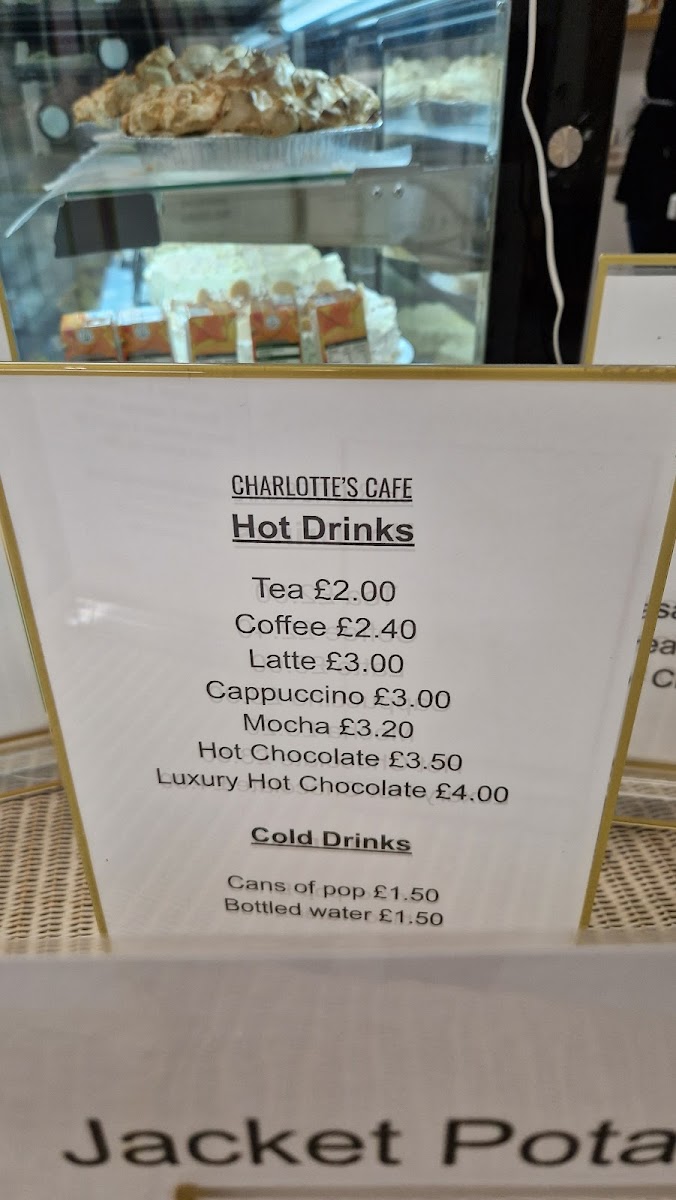 CHARLOTTE'S CAFE
Hot Drinks
Tea £2.00
Coffee £2.40
Latte £3.00
Cappuccino £3.00
Mocha £3.20
Hot Chocolate £3.50
Luxury Hot Chocolate £4.00
Cold Drinks
Cans of pop £1.50
Bottled water £1.50
Jacket Pota